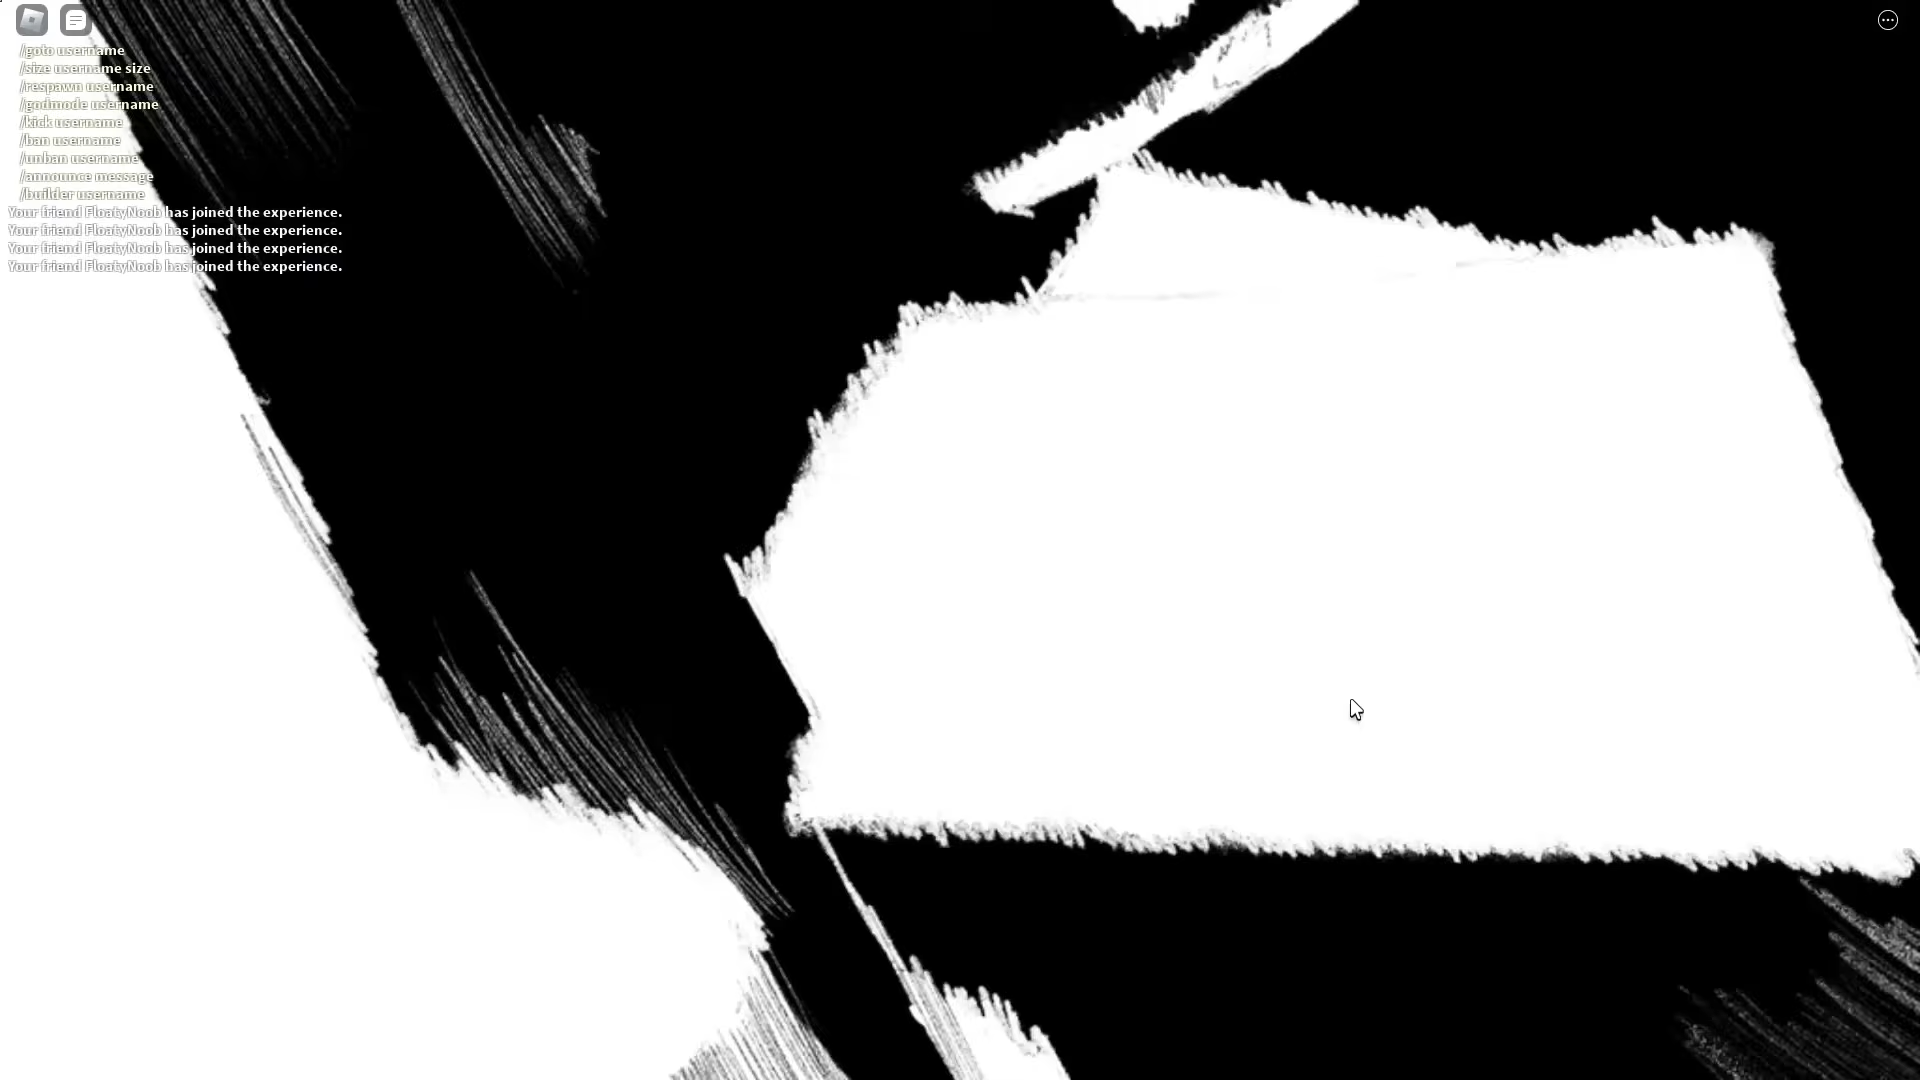 /goto username
/size username size
/respawn username
/godmode username
/kick username
/ban username
/unban username
/announce message
/builder username
Your friend FloatyNoob has joined the experience.
Your friend FloatyNoob has joined the experience.
Your friend FloatyNoob has joined the experience.
Your friend FloatyNoob has joined the experience.